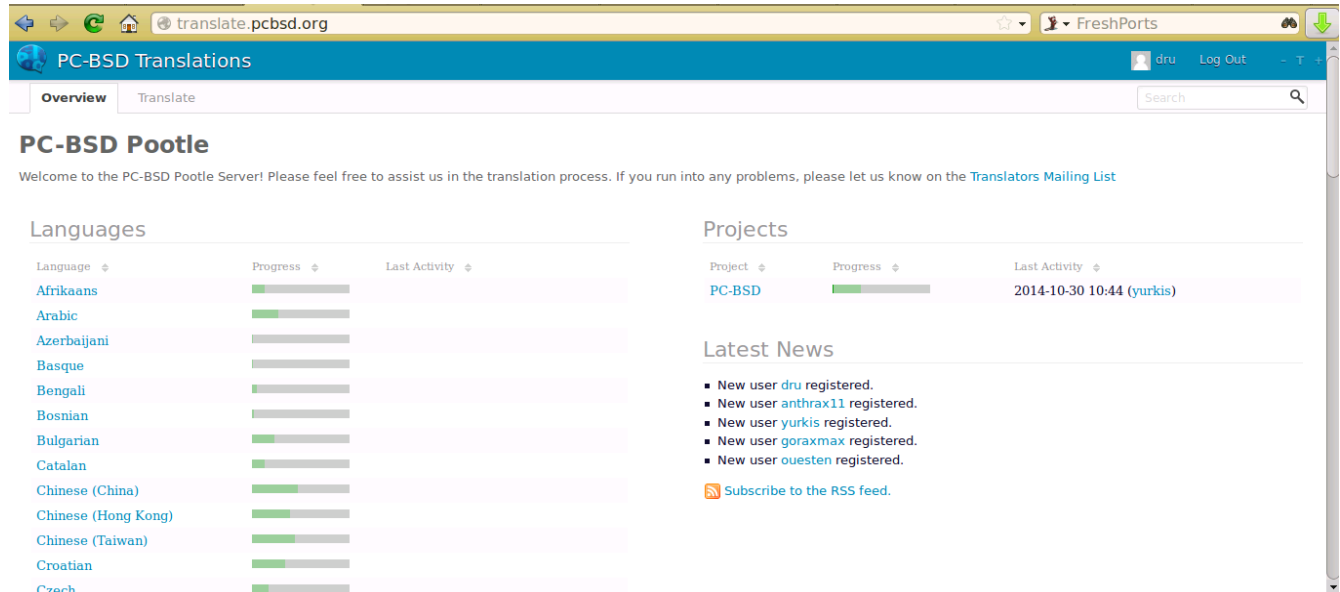 translate.pcbsd.org
FreshPorts
PC-BSD Translations
dru Log Out - T +
Overview Translate
Search
PC-BSD Pootle
Welcome to the PC-BSD Pootle Server! Please feel free to assist us in the translation process. If you run into any problems, please let us know on the Translators Mailing List
Languages
Language Progress Last Activity
Afrikaans
Arabic
Azerbaijani
Basque
Bengali
Bosnian
Bulgarian
Catalan
Chinese (China)
Chinese (Hong Kong)
Chinese (Taiwan)
Croatian
Czech
Projects
Project Progress Last Activity
PC-BSD 2014-10-30 10:44 (yurkis)
Latest News
New user dru registered.
New user anthrax11 registered.
New user yurkis registered.
New user goraxmax registered.
New user ouesten registered.
Subscribe to the RSS feed.